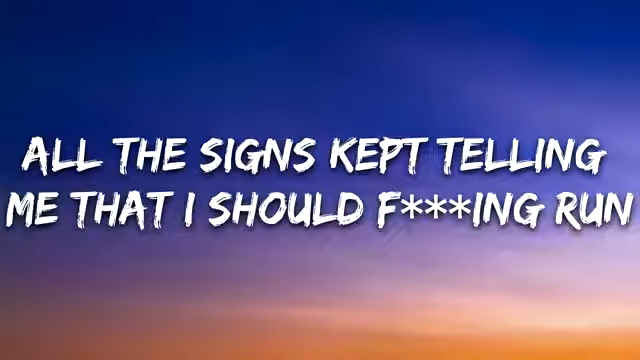 ALL THE SIGNS KEPT TELLING
ME THAT I SHOULD F***ING RUN